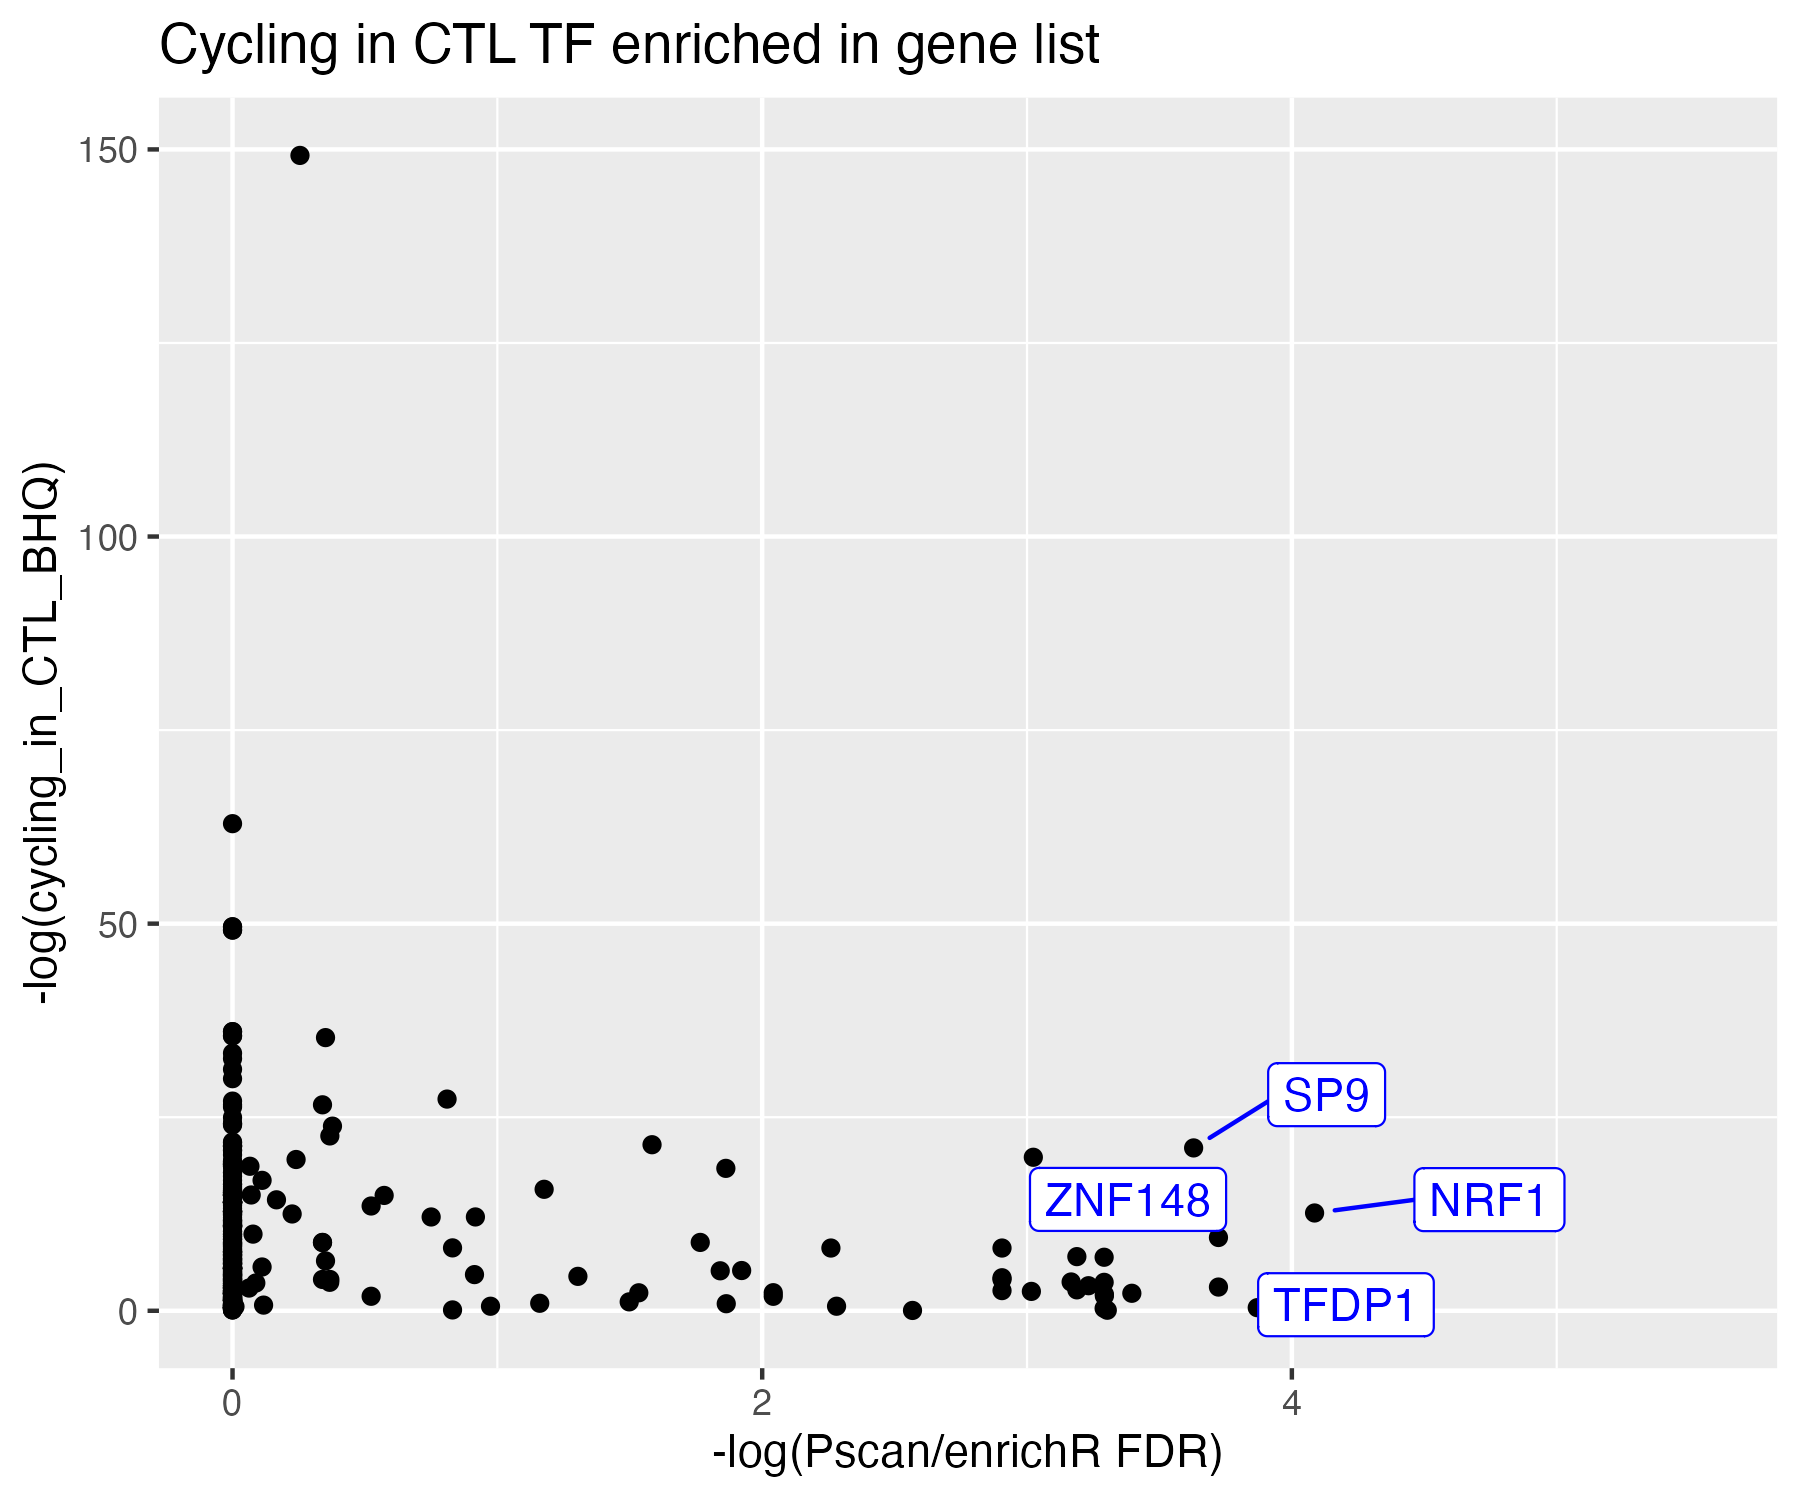 Cycling in CTL TF enriched in gene list
-log(cycling_in_CTL_BHQ)
150
100
50
0
SP9
ZNF148
NRF1
TFDP1
0
2
4
-log(Pscan/enrichR FDR)